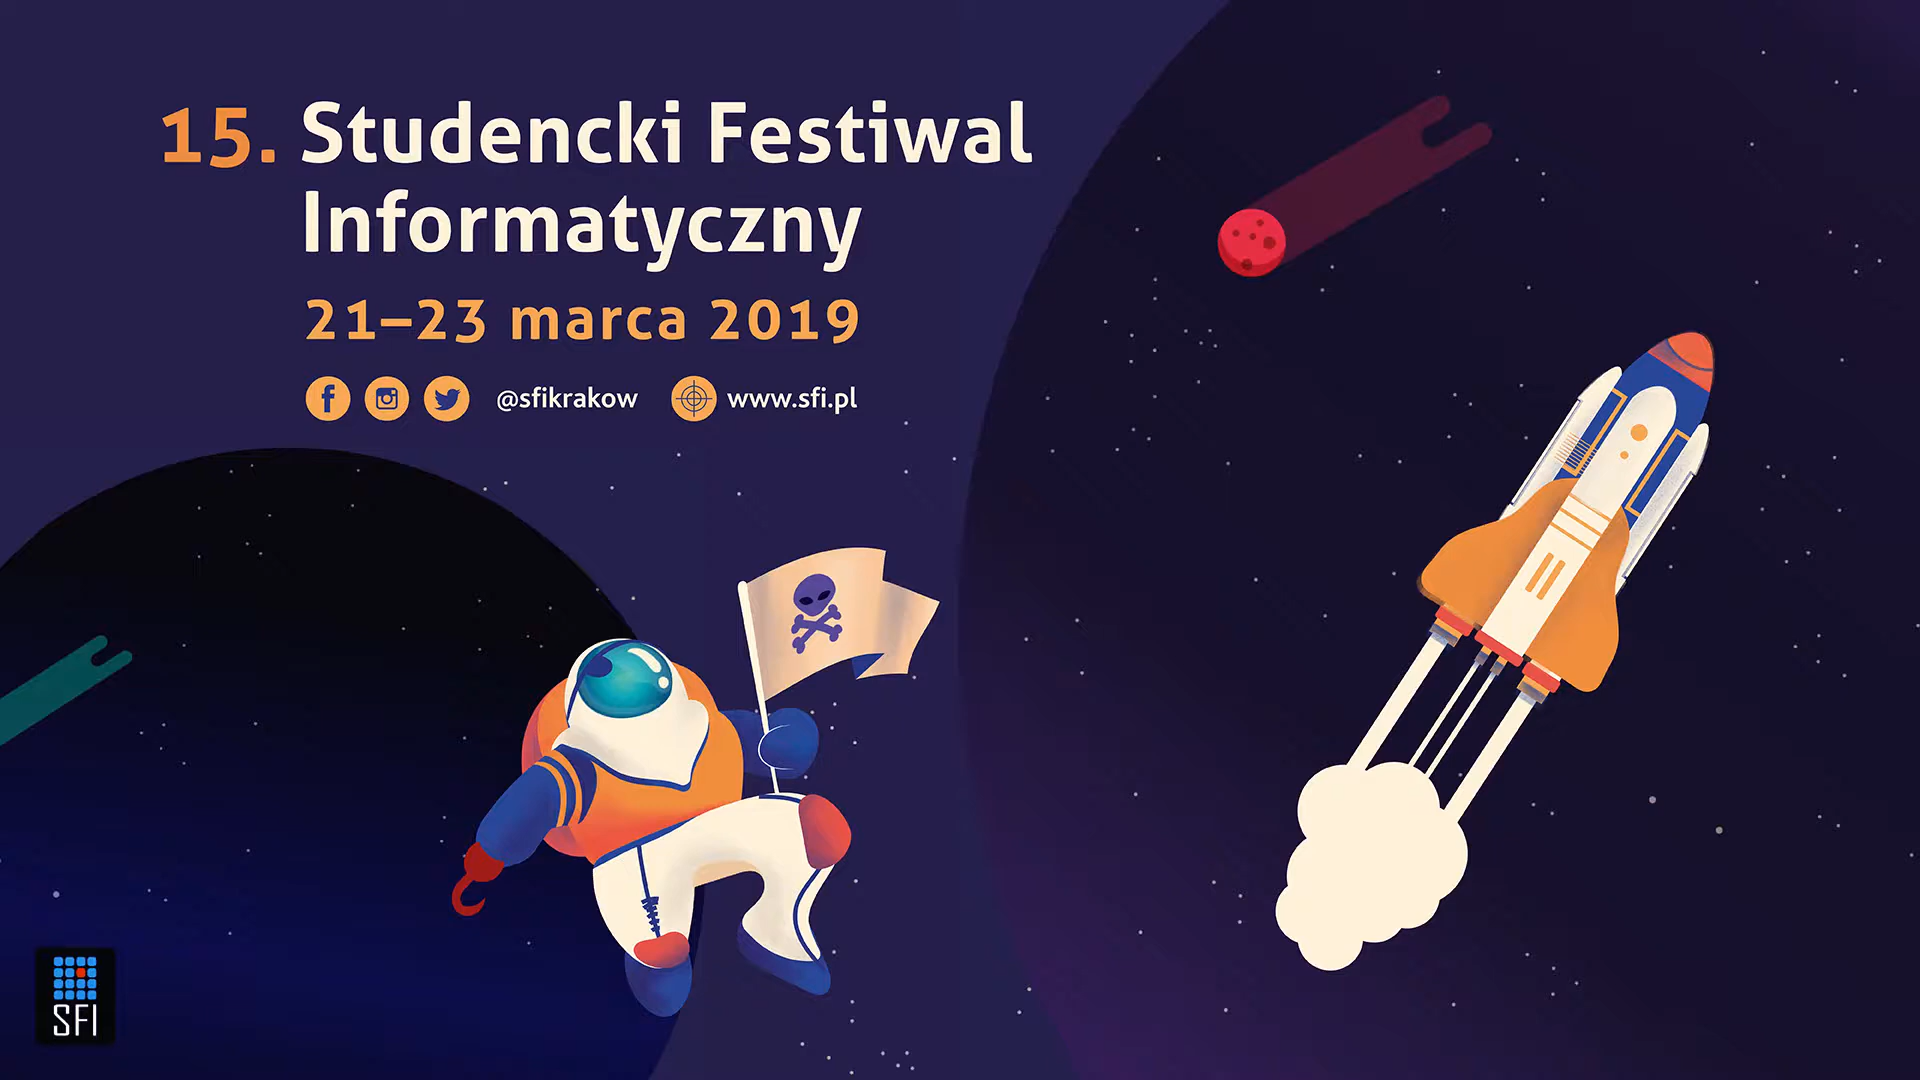 15. Studencki Festiwal
Informatyczny
21–23 marca 2019
@sfikrakow www.sfi.pl
SFI